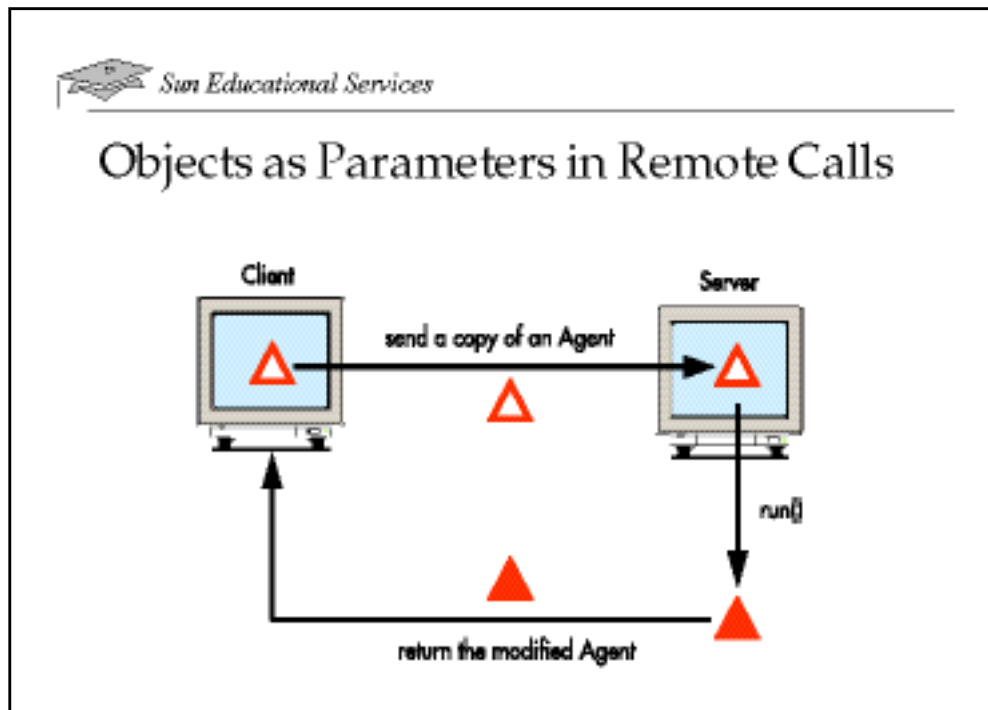 Sun Educational Services
Objects as Parameters in Remote Calls
Client
Server
send a copy of an Agent
run()
return the modified Agent